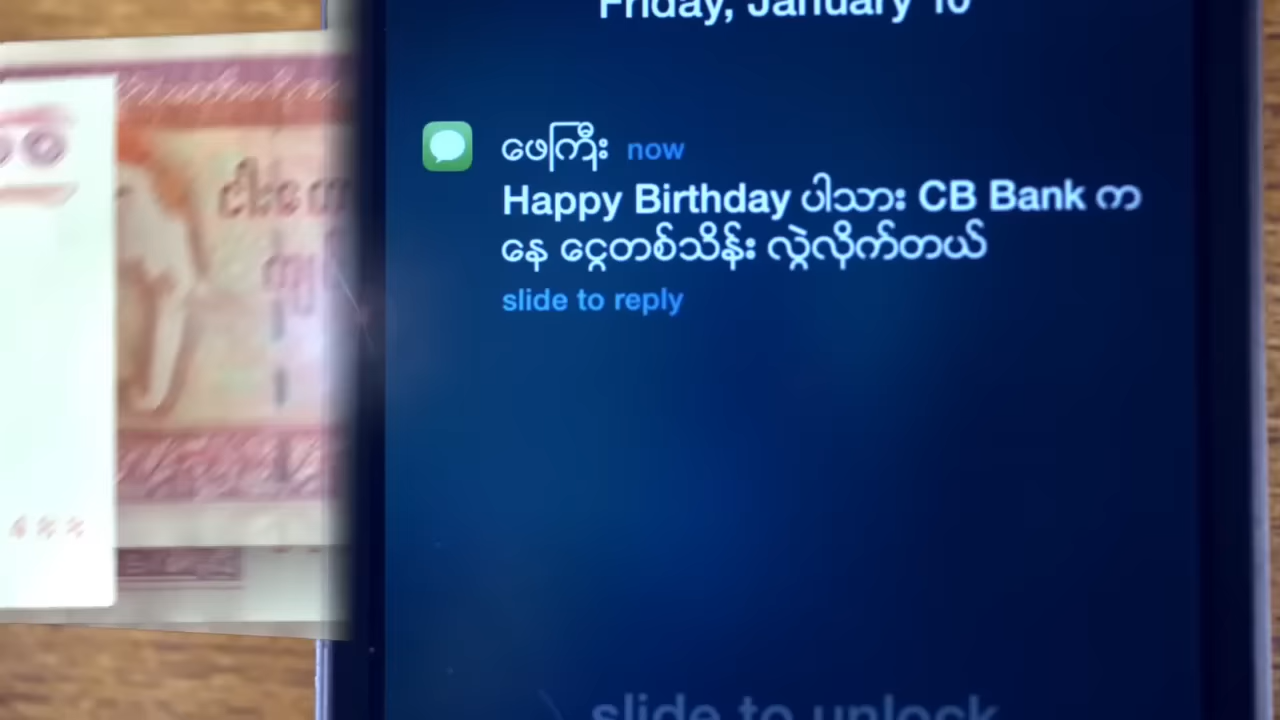 Friday, January 10
ဖေကြီး now
Happy Birthday ပါသား CB Bank က
နေ ငွေတစ်သိန်း လွှဲလိုက်တယ်
slide to reply
slide to unlock